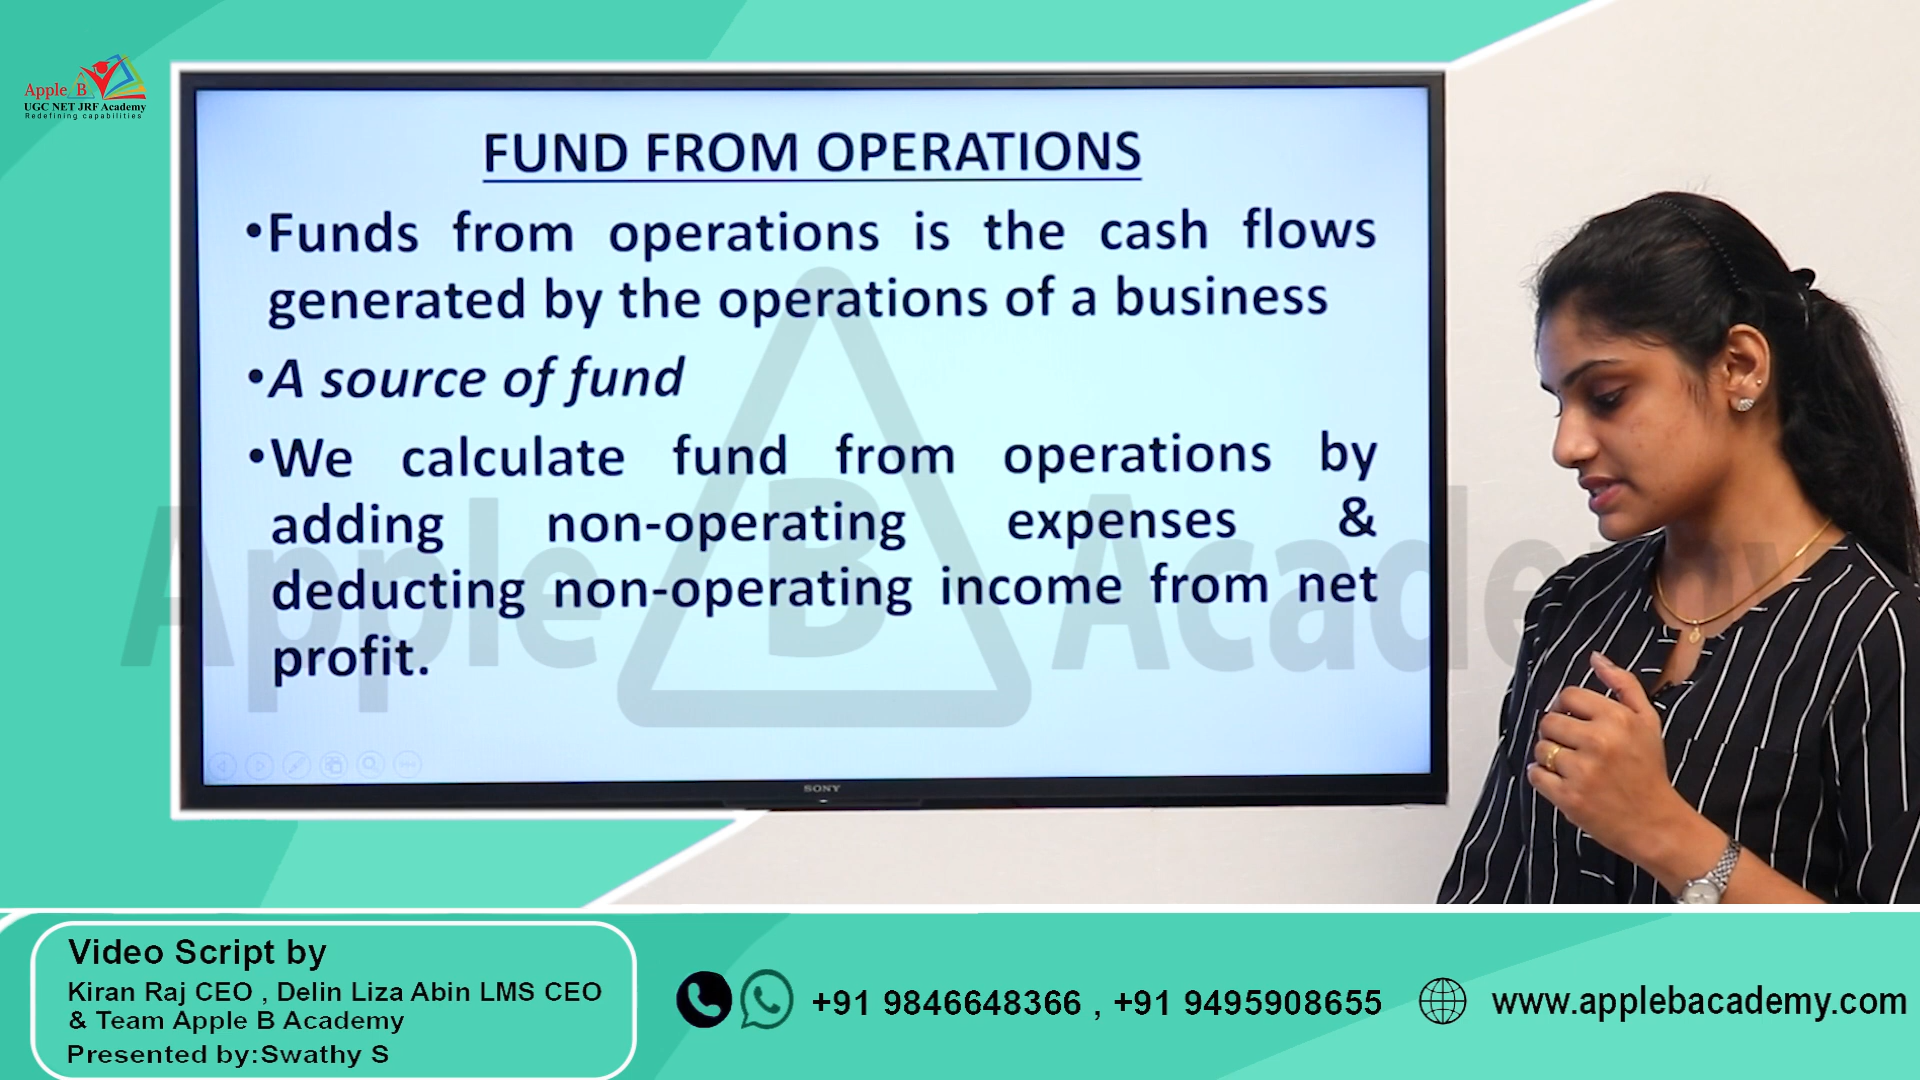 Apple B
UGC NET JRF Academy
Redefining capabilities
FUND FROM OPERATIONS
•Funds from operations is the cash flows
generated by the operations of a business
•A source of fund
•We calculate fund from operations by
adding non-operating expenses &
deducting non-operating income from net
profit.
Apple B Academy
SONY
Video Script by
Kiran Raj CEO , Delin Liza Abin LMS CEO
& Team Apple B Academy
Presented by:Swathy S
+91 9846648366 , +91 9495908655
www.applebacademy.com